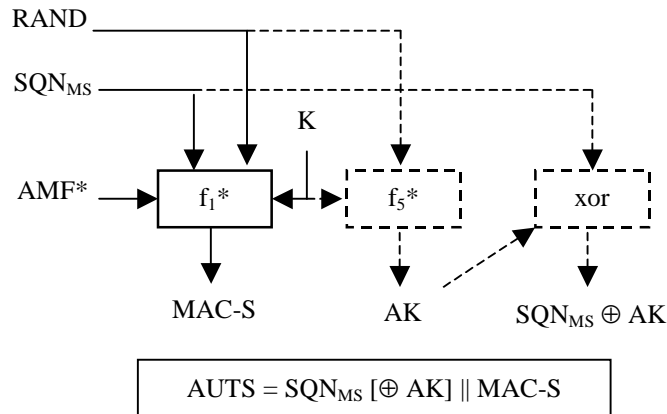 RAND
SQN_MS
K
AMF*
f₁*
f₅*
xor
MAC-S
AK
SQN_MS ⊕ AK
AUTS = SQN_MS [⊕ AK] || MAC-S